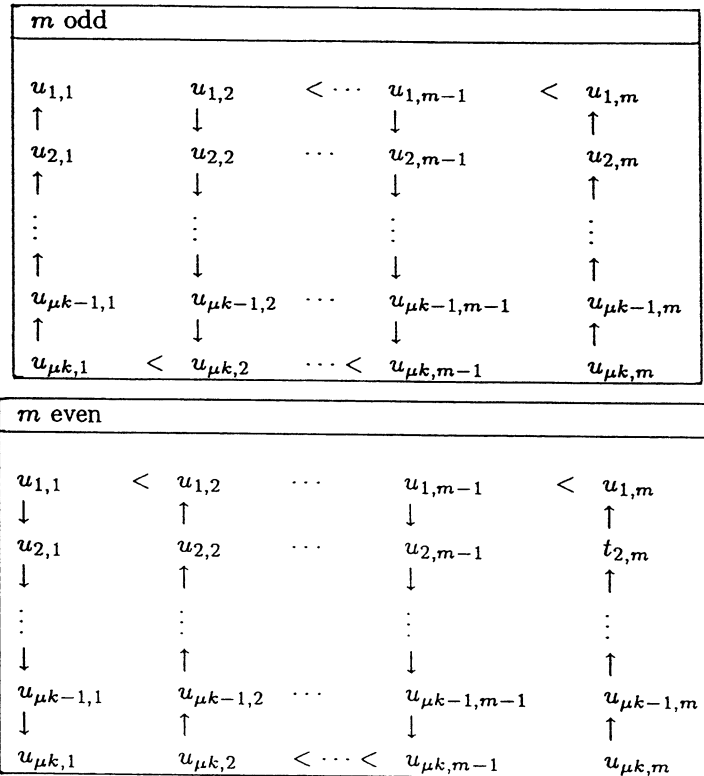 m odd
u_{1,1} u_{1,2} < ⋯ u_{1,m−1} < u_{1,m}
↑ ↓ ↓ ↑
u_{2,1} u_{2,2} ⋯ u_{2,m−1} u_{2,m}
↑ ↓ ↓ ↑
⋮ ⋮ ⋮ ⋮
↑ ↓ ↓ ↑
u_{μk−1,1} u_{μk−1,2} ⋯ u_{μk−1,m−1} u_{μk−1,m}
↑ ↓ ↓ ↑
u_{μk,1} < u_{μk,2} ⋯ < u_{μk,m−1} u_{μk,m}
m even
u_{1,1} < u_{1,2} ⋯ u_{1,m−1} < u_{1,m}
↓ ↑ ↓ ↑
u_{2,1} u_{2,2} ⋯ u_{2,m−1} t_{2,m}
↓ ↑ ↓ ↑
⋮ ⋮ ⋮ ⋮
↓ ↑ ↓ ↑
u_{μk−1,1} u_{μk−1,2} ⋯ u_{μk−1,m−1} u_{μk−1,m}
↓ ↑ ↓ ↑
u_{μk,1} u_{μk,2} < ⋯ < u_{μk,m−1} u_{μk,m}